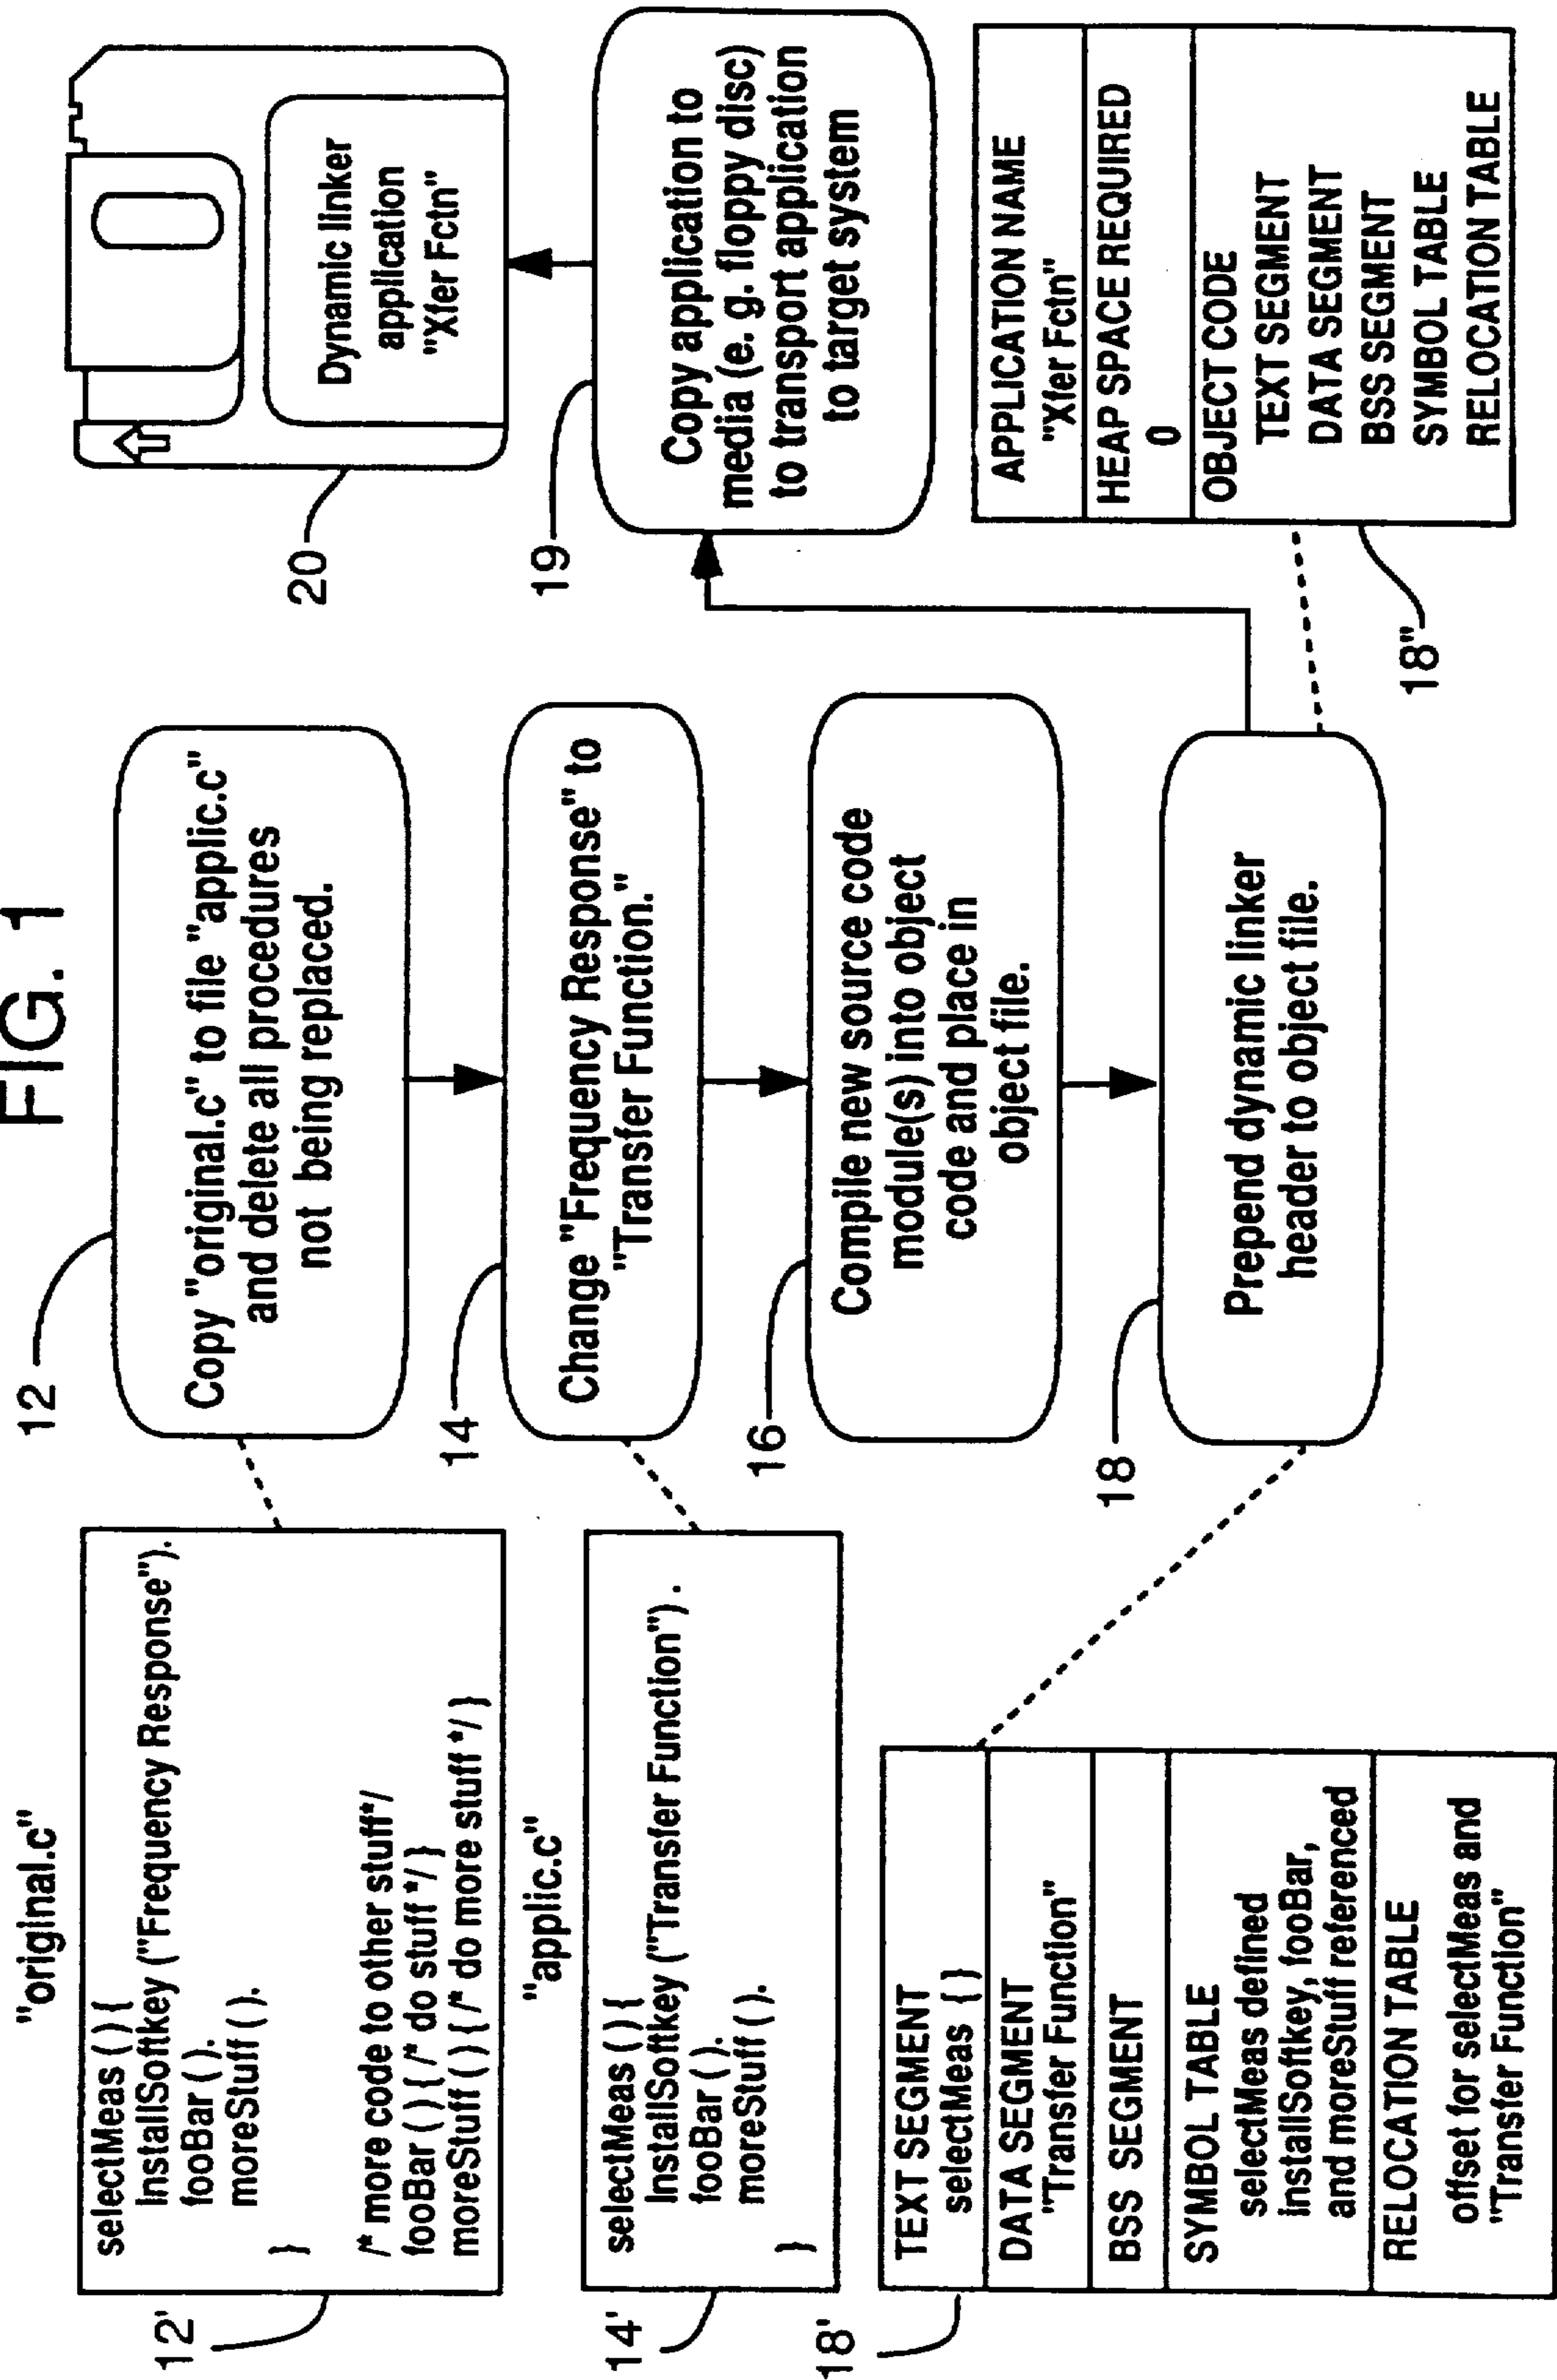 FIG. 1
"original.c"
12'
selectMeas ( ) {
InstallSoftkey ("Frequency Response").
fooBar ( ).
moreStuff ( ).
}
/* more code to other stuff*/
fooBar ( ) { /* do stuff */ }
moreStuff ( ) { /* do more stuff */ }
"applic.c"
14'
selectMeas ( ) {
InstallSoftkey ("Transfer Function") .
fooBar ( ).
moreStuff ( ).
}
18'
TEXT SEGMENT
selectMeas { }
DATA SEGMENT
"Transfer Function"
BSS SEGMENT
SYMBOL TABLE
selectMeas defined
installSoftkey, fooBar,
and moreStuff referenced
RELOCATION TABLE
offset for selectMeas and
"Transfer Function"
12
Copy "original.c" to file "applic.c"
and delete all procedures
not being replaced.
14
Change "Frequency Response" to
"Transfer Function."
16
Compile new source code
module(s) into object
code and place in
object file.
18
Prepend dynamic linker
header to object file.
20
Dynamic linker
application
"Xfer Fctn"
19
Copy application to
media (e. g. floppy disc)
to transport application
to target system
18"
APPLICATION NAME
"Xfer Fctn"
HEAP SPACE REQUIRED
0
OBJECT CODE
TEXT SEGMENT
DATA SEGMENT
BSS SEGMENT
SYMBOL TABLE
RELOCATION TABLE